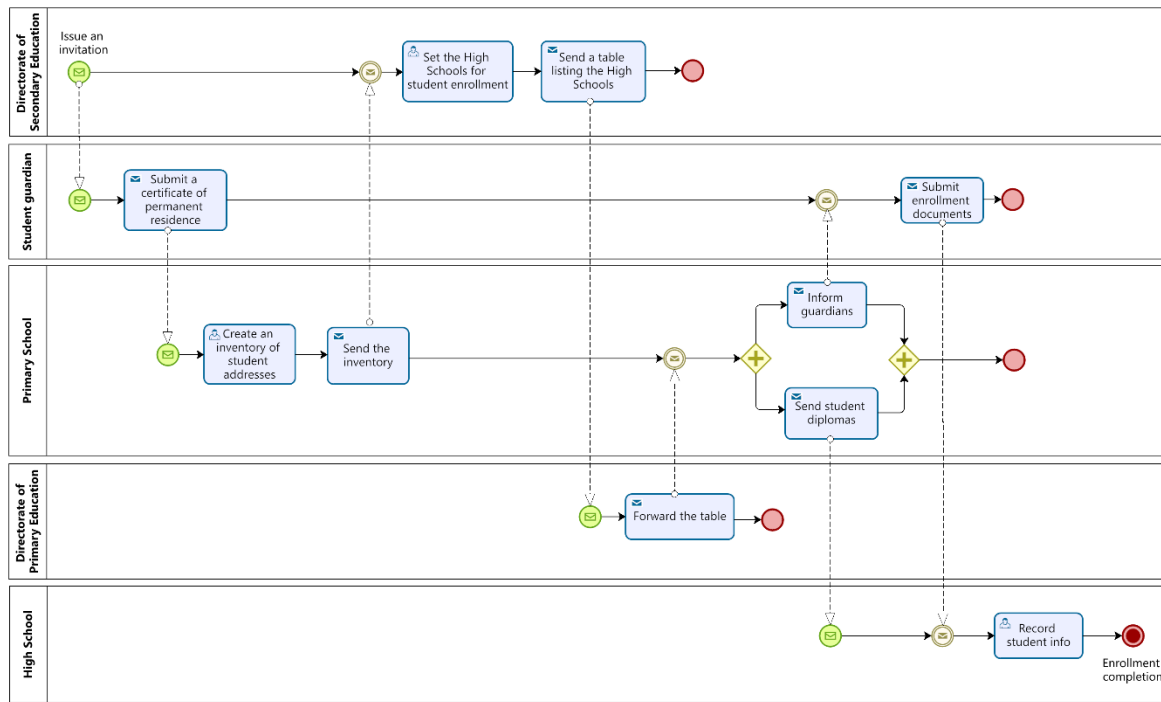 Directorate of
Secondary Education
Issue an
invitation
Set the High
Schools for
student enrollment
Send a table
listing the High
Schools
Student guardian
Submit a
certificate of
permanent
residence
Submit
enrollment
documents
Primary School
Create an
inventory of
student
addresses
Send the
inventory
Inform
guardians
Send student
diplomas
Directorate of
Primary Education
Forward the table
High School
Record
student info
Enrollment
completion